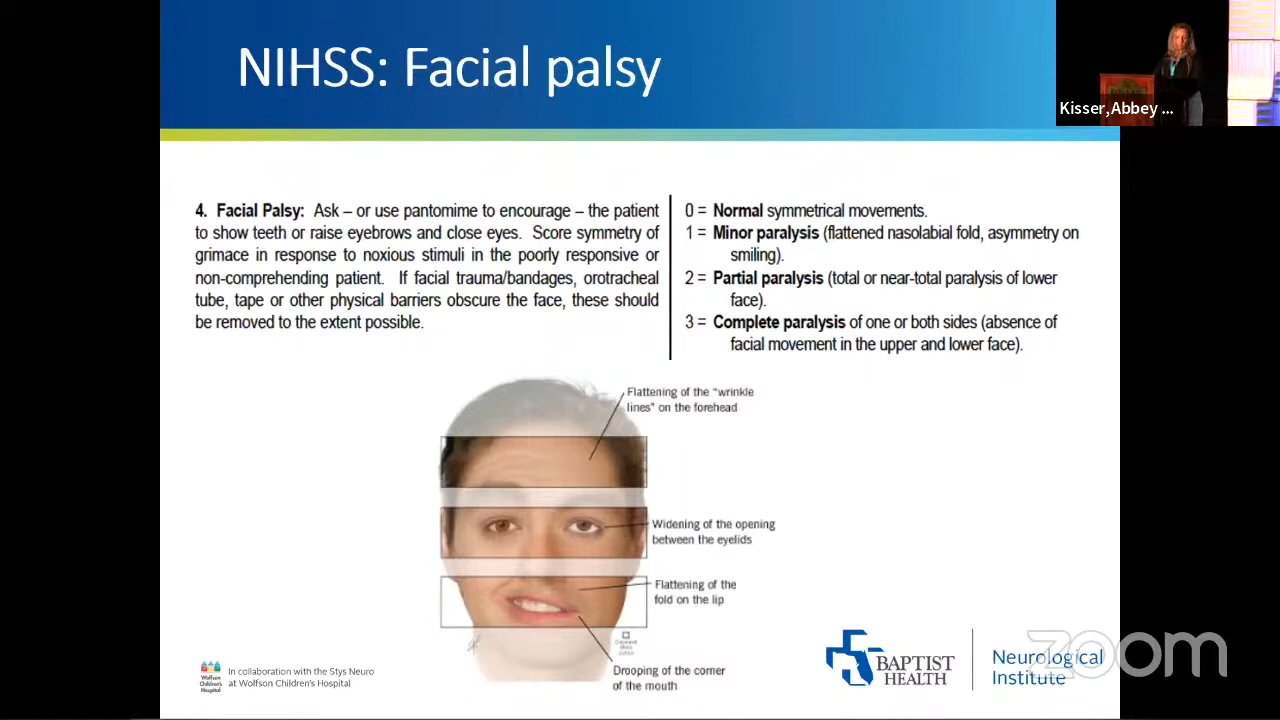 NIHSS: Facial palsy
Kisser,Abbey ...
4. Facial Palsy: Ask – or use pantomime to encourage – the patient
to show teeth or raise eyebrows and close eyes. Score symmetry of
grimace in response to noxious stimuli in the poorly responsive or
non-comprehending patient. If facial trauma/bandages, orotracheal
tube, tape or other physical barriers obscure the face, these should
be removed to the extent possible.
0 = Normal symmetrical movements.
1 = Minor paralysis (flattened nasolabial fold, asymmetry on
smiling).
2 = Partial paralysis (total or near-total paralysis of lower
face).
3 = Complete paralysis of one or both sides (absence of
facial movement in the upper and lower face).
Flattening of the “wrinkle
lines” on the forehead
Widening of the opening
between the eyelids
Flattening of the
fold on the lip
Drooping of the corner
of the mouth
Wolfson
Children's
Hospital
In collaboration with the Stys Neuro
at Wolfson Children's Hospital
BAPTIST
HEALTH
Neurological
Institute
zoom